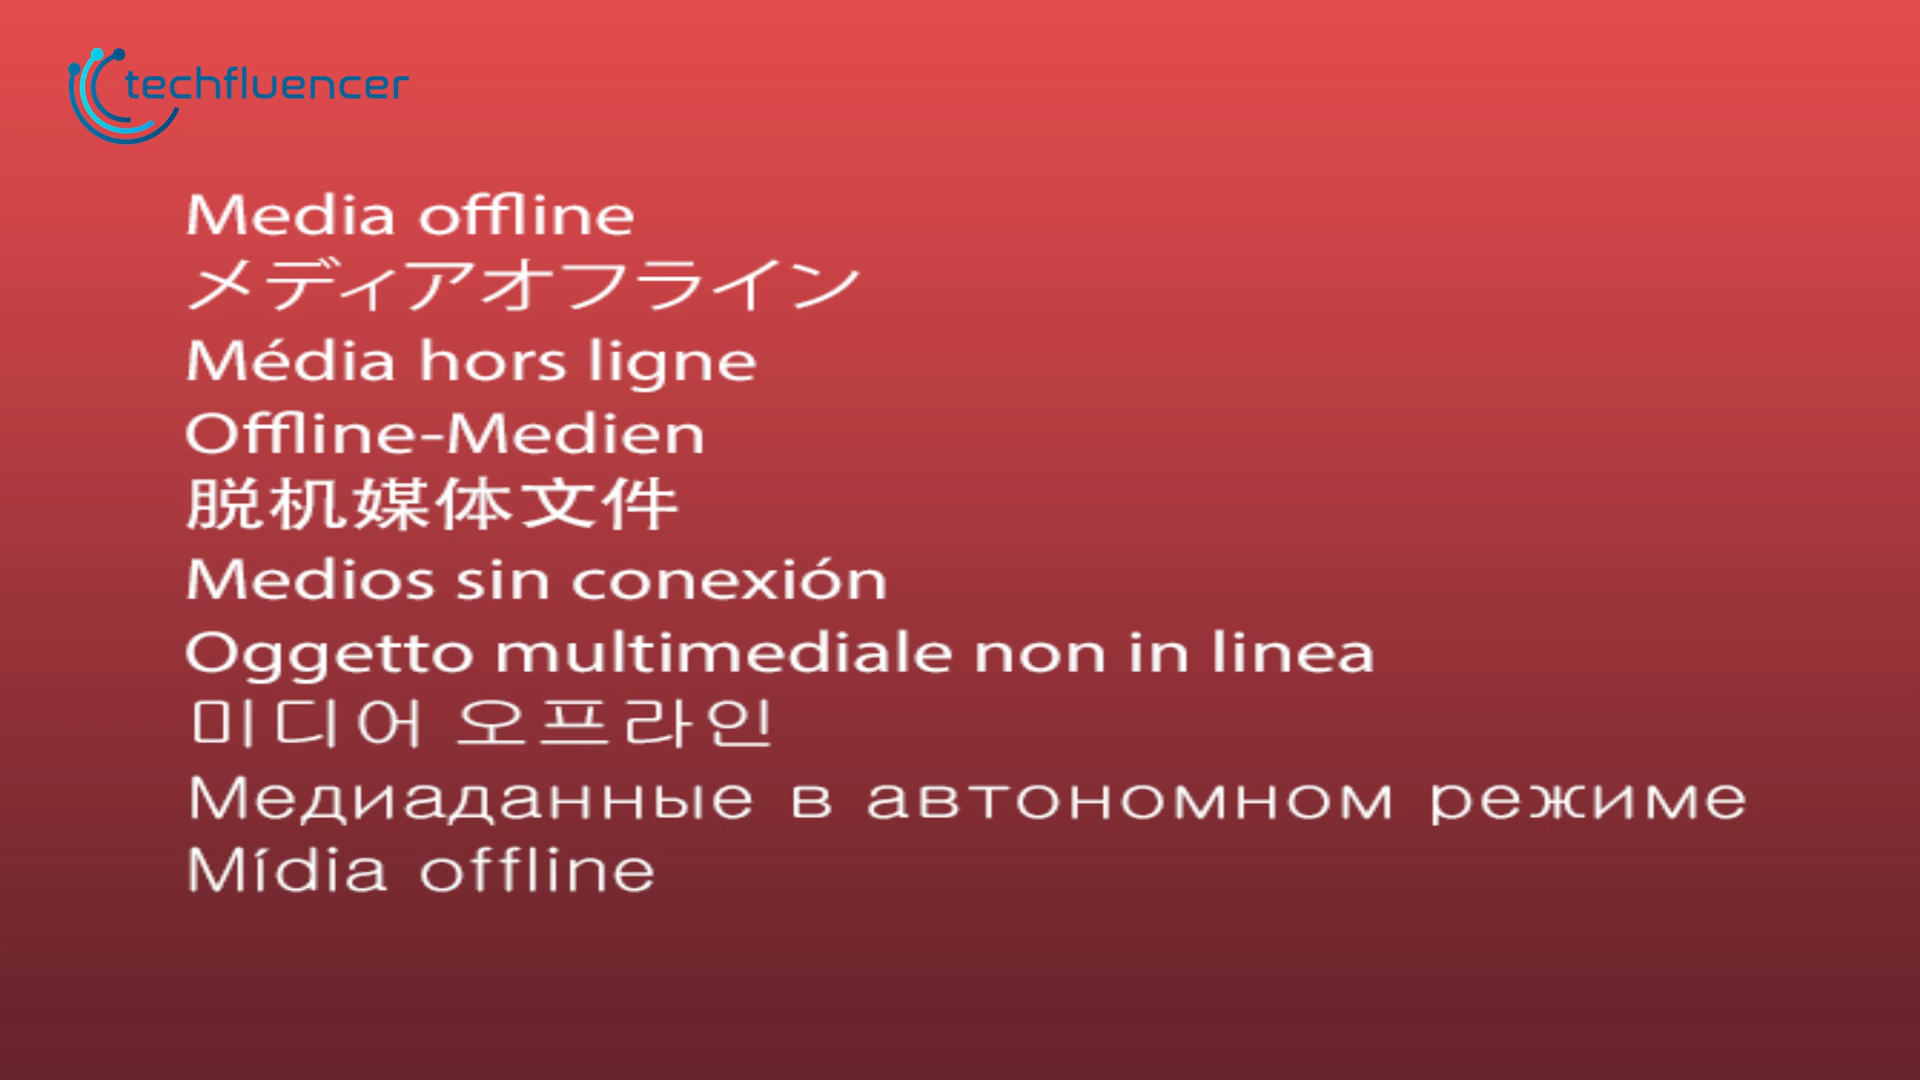 techfluencer
Media offline
メディアオフライン
Média hors ligne
Offline-Medien
脱机媒体文件
Medios sin conexión
Oggetto multimediale non in linea
미디어 오프라인
Медиаданные в автономном режиме
Mídia offline